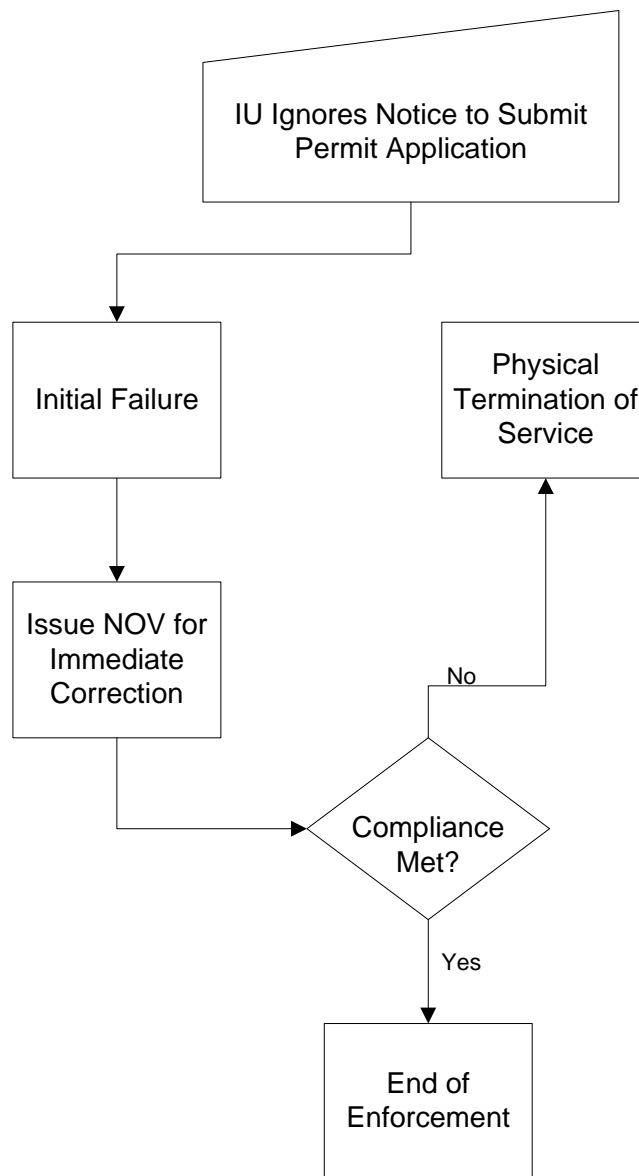 IU Ignores Notice to Submit
Permit Application
Initial Failure
Physical
Termination of
Service
Issue NOV for
Immediate
Correction
No
Compliance
Met?
Yes
End of
Enforcement